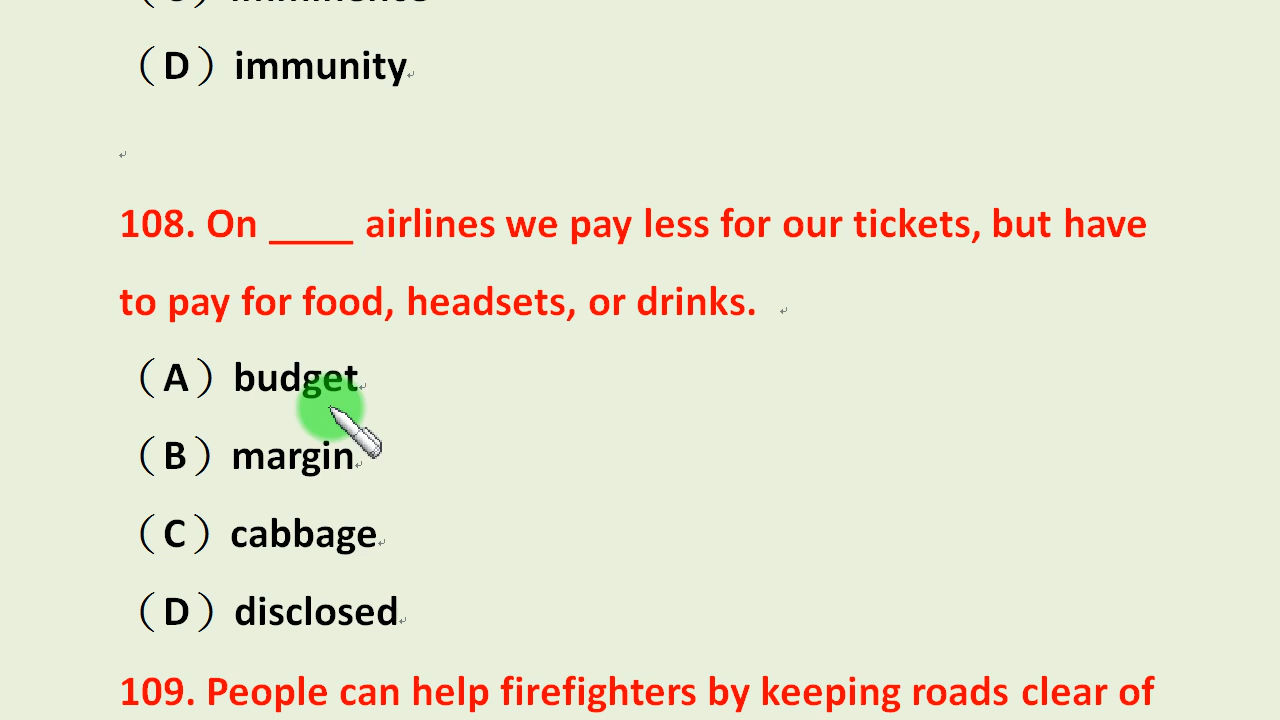 （D）immunity
108. On ____ airlines we pay less for our tickets, but have
to pay for food, headsets, or drinks.
（A）budget
（B）margin
（C）cabbage
（D）disclosed
109. People can help firefighters by keeping roads clear of